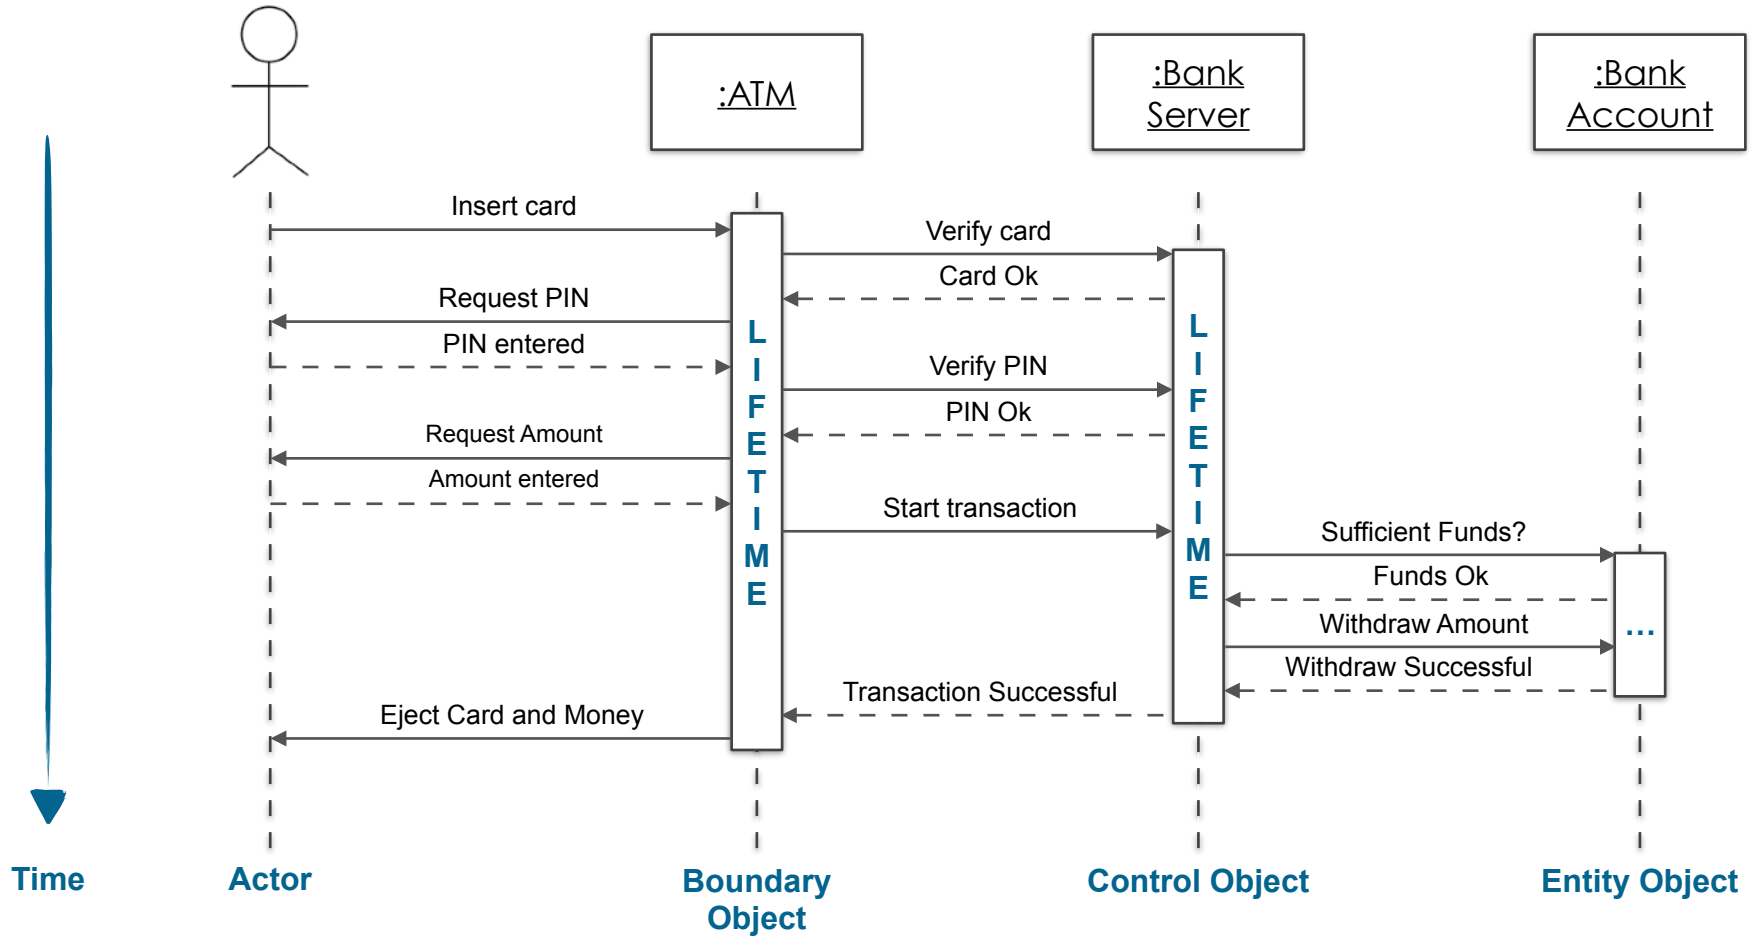 :ATM
:Bank
Server
:Bank
Account
Insert card
Verify card
Card Ok
Request PIN
PIN entered
Verify PIN
PIN Ok
Request Amount
Amount entered
Start transaction
Sufficient Funds?
Funds Ok
Withdraw Amount
Withdraw Successful
Transaction Successful
Eject Card and Money
L
I
F
E
T
I
M
E
L
I
F
E
T
I
M
E
...
Time
Actor
Boundary
Object
Control Object
Entity Object